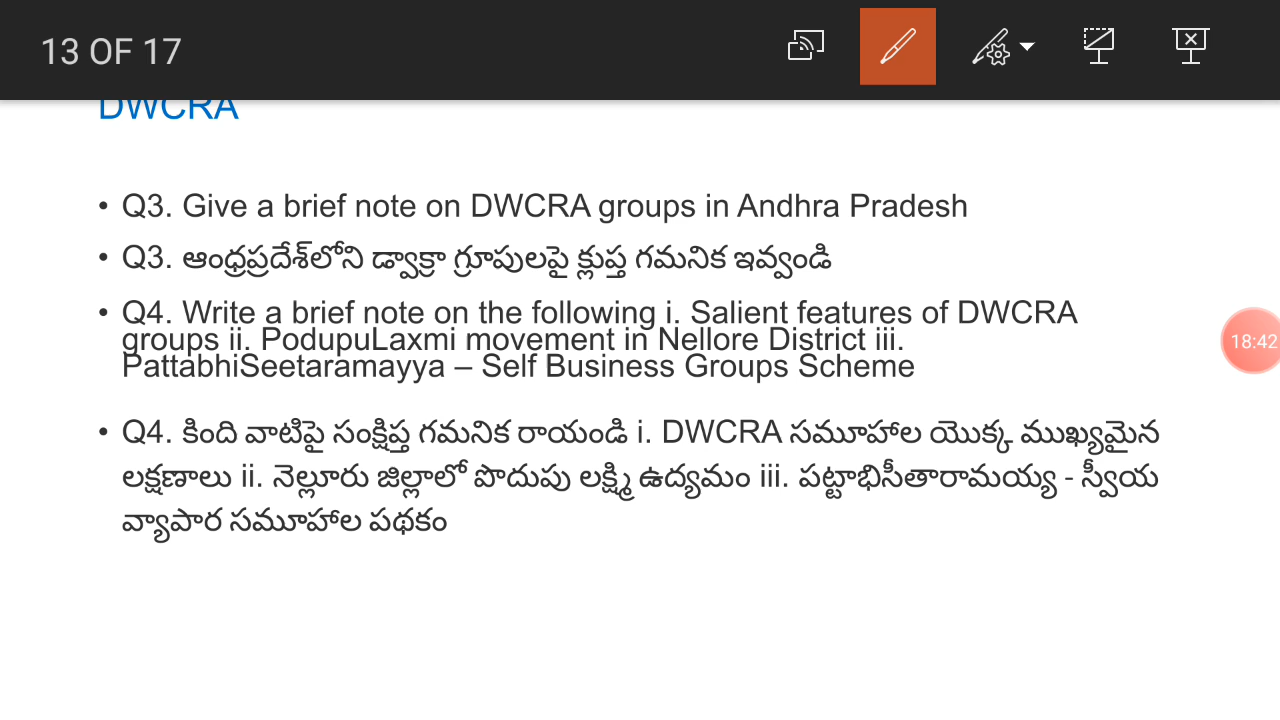 13 OF 17
DWCRA
• Q3. Give a brief note on DWCRA groups in Andhra Pradesh
• Q3. ఆంధ్రప్రదేశ్‌లోని డ్వాక్రా గ్రూపులపై క్లుప్త గమనిక ఇవ్వండి
• Q4. Write a brief note on the following i. Salient features of DWCRA
groups ii. PodupuLaxmi movement in Nellore District iii.
PattabhiSeetaramayya – Self Business Groups Scheme
18:42
• Q4. కింది వాటిపై సంక్షిప్త గమనిక రాయండి i. DWCRA సమూహాల యొక్క ముఖ్యమైన
లక్షణాలు ii. నెల్లూరు జిల్లాలో పొదుపు లక్ష్మి ఉద్యమం iii. పట్టాభిసీతారామయ్య - స్వీయ
వ్యాపార సమూహాల పథకం